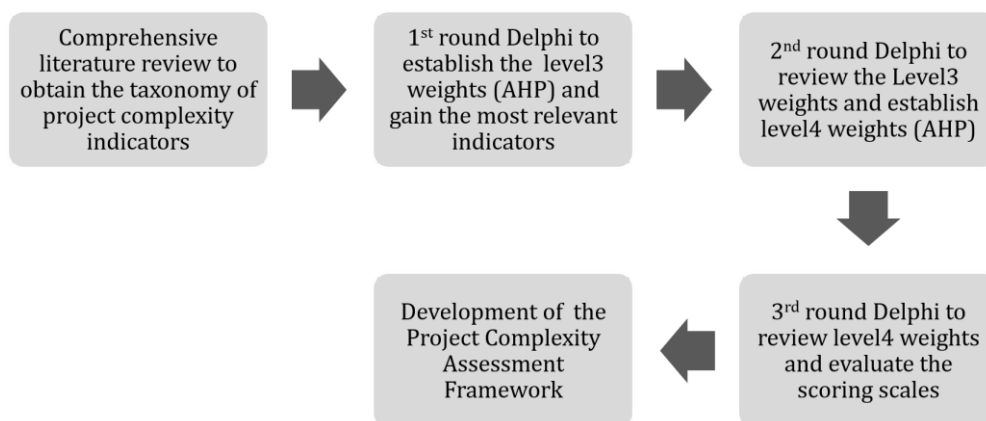 Comprehensive
literature review to
obtain the taxonomy of
project complexity
indicators
1st round Delphi to
establish the level3
weights (AHP) and
gain the most relevant
indicators
2nd round Delphi to
review the Level3
weights and establish
level4 weights (AHP)
3rd round Delphi to
review level4 weights
and evaluate the
scoring scales
Development of the
Project Complexity
Assessment
Framework